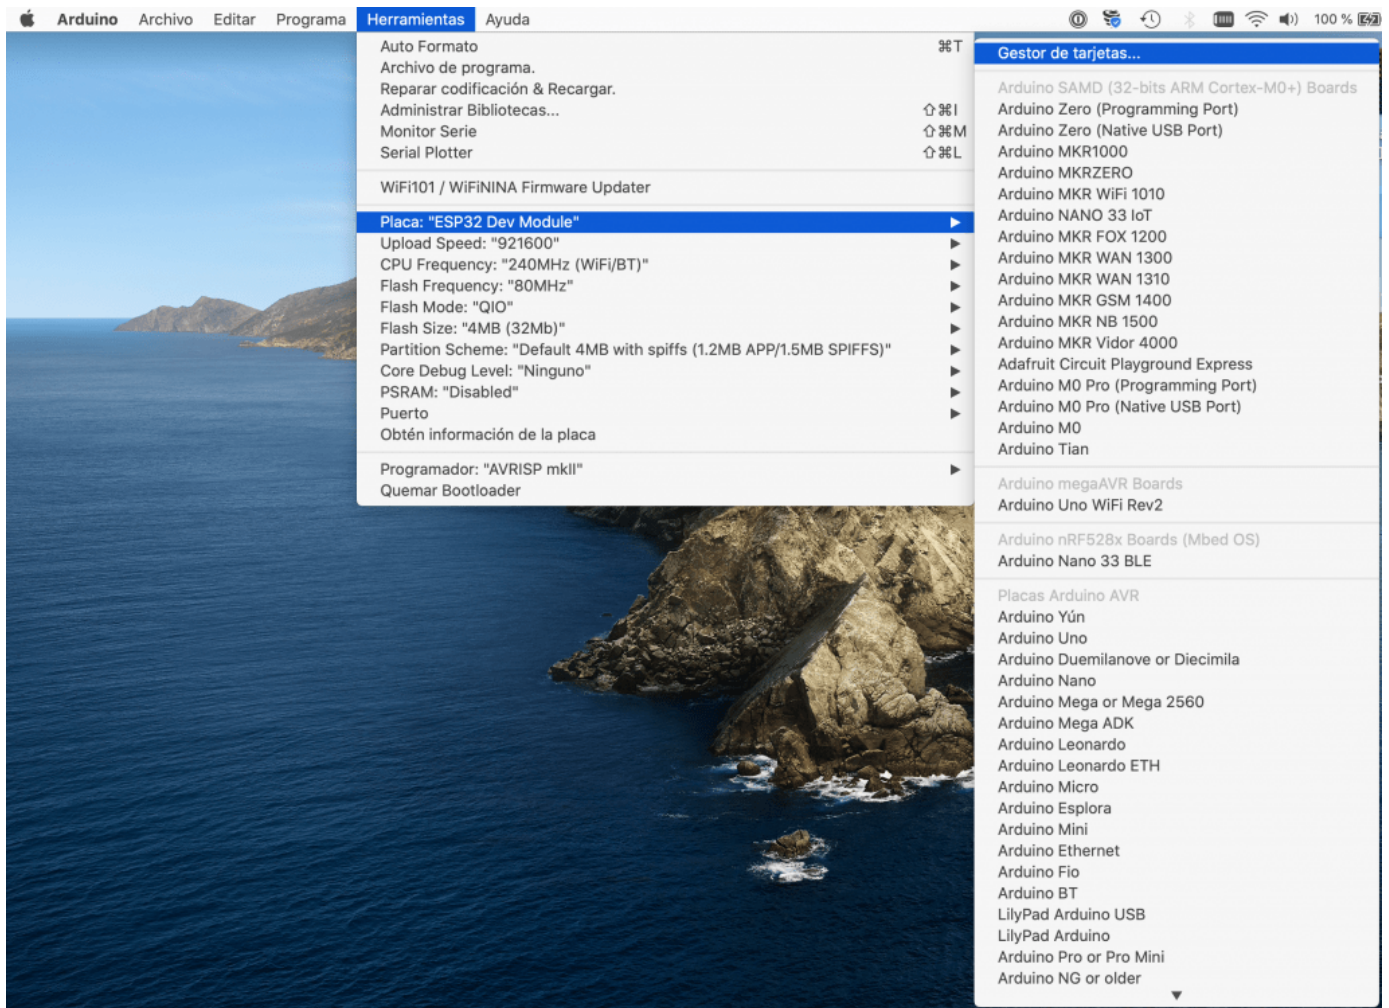 Arduino Archivo Editar Programa Herramientas Ayuda 100 %
Auto Formato ⌘T
Archivo de programa.
Reparar codificación & Recargar.
Administrar Bibliotecas... ⇧⌘I
Monitor Serie ⇧⌘M
Serial Plotter ⇧⌘L
WiFi101 / WiFiNINA Firmware Updater
Placa: "ESP32 Dev Module"
Upload Speed: "921600"
CPU Frequency: "240MHz (WiFi/BT)"
Flash Frequency: "80MHz"
Flash Mode: "QIO"
Flash Size: "4MB (32Mb)"
Partition Scheme: "Default 4MB with spiffs (1.2MB APP/1.5MB SPIFFS)"
Core Debug Level: "Ninguno"
PSRAM: "Disabled"
Puerto
Obtén información de la placa
Programador: "AVRISP mkII"
Quemar Bootloader
Gestor de tarjetas...
Arduino SAMD (32-bits ARM Cortex-M0+) Boards
Arduino Zero (Programming Port)
Arduino Zero (Native USB Port)
Arduino MKR1000
Arduino MKRZERO
Arduino MKR WiFi 1010
Arduino NANO 33 IoT
Arduino MKR FOX 1200
Arduino MKR WAN 1300
Arduino MKR WAN 1310
Arduino MKR GSM 1400
Arduino MKR NB 1500
Arduino MKR Vidor 4000
Adafruit Circuit Playground Express
Arduino M0 Pro (Programming Port)
Arduino M0 Pro (Native USB Port)
Arduino M0
Arduino Tian
Arduino megaAVR Boards
Arduino Uno WiFi Rev2
Arduino nRF528x Boards (Mbed OS)
Arduino Nano 33 BLE
Placas Arduino AVR
Arduino Yún
Arduino Uno
Arduino Duemilanove or Diecimila
Arduino Nano
Arduino Mega or Mega 2560
Arduino Mega ADK
Arduino Leonardo
Arduino Leonardo ETH
Arduino Micro
Arduino Esplora
Arduino Mini
Arduino Ethernet
Arduino Fio
Arduino BT
LilyPad Arduino USB
LilyPad Arduino
Arduino Pro or Pro Mini
Arduino NG or older